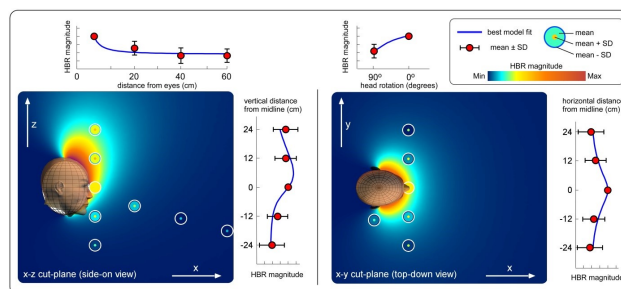 HBR magnitude
20
40
60
distance from eyes (cm)
HBR magnitude
90°
0°
head rotation (degrees)
best model fit
mean ± SD
mean
mean + SD
mean - SD
HBR magnitude
Min
Max
z
x-z cut-plane (side-on view)
x
vertical distance
from midline (cm)
24
12
0
-12
-24
HBR magnitude
y
x-y cut-plane (top-down view)
x
horizontal distance
from midline (cm)
24
12
0
-12
-24
HBR magnitude